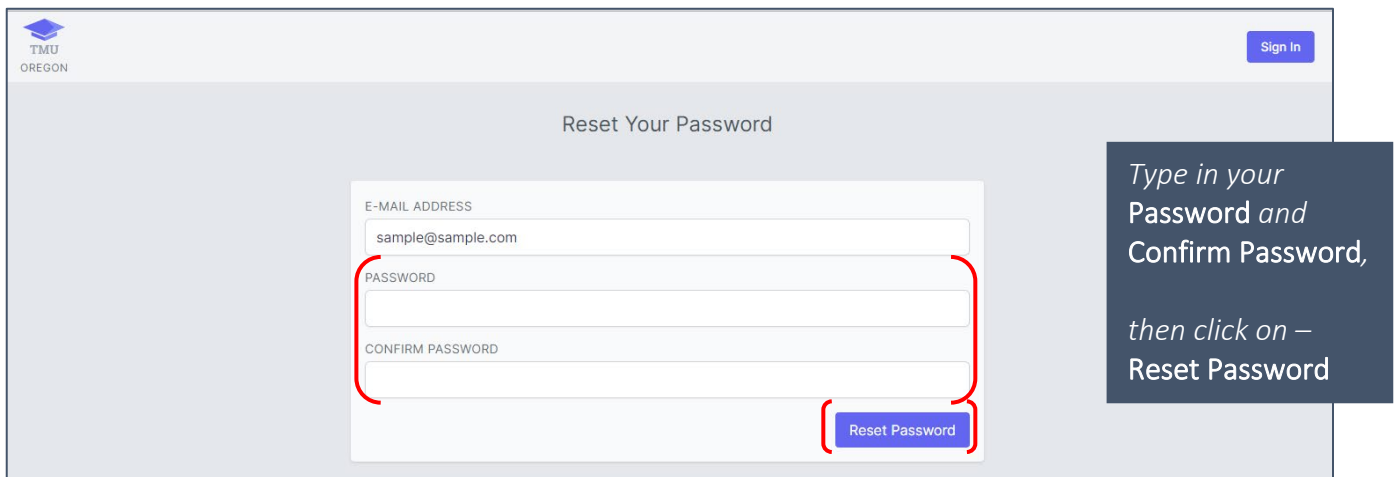 TMU
OREGON
Sign In
Reset Your Password
E-MAIL ADDRESS
sample@sample.com
PASSWORD
CONFIRM PASSWORD
Reset Password
Type in your
Password and
Confirm Password,
then click on –
Reset Password